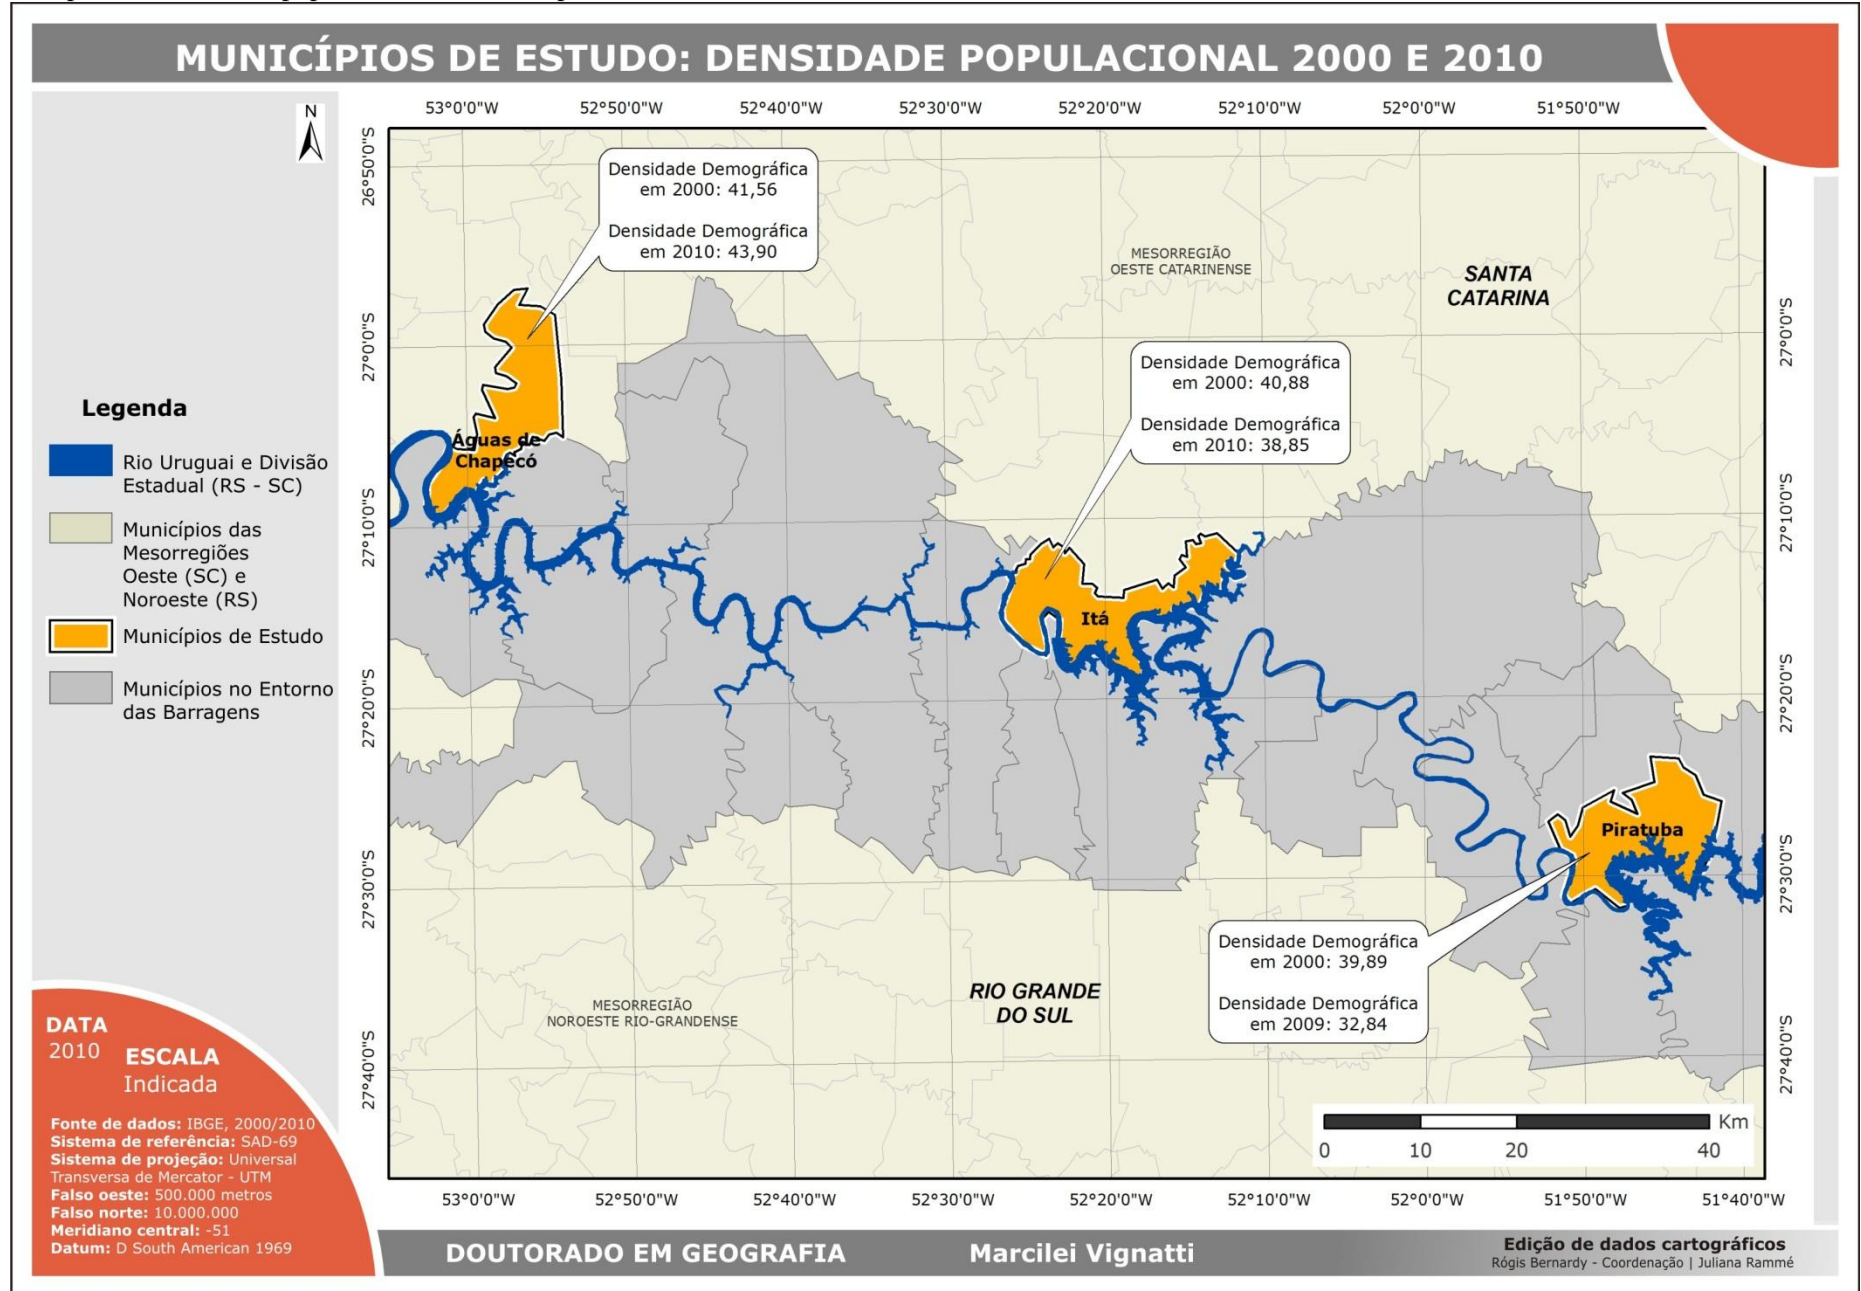 MUNICÍPIOS DE ESTUDO: DENSIDADE POPULACIONAL 2000 E 2010
N
53°0'0"W
52°50'0"W
52°40'0"W
52°30'0"W
52°20'0"W
52°10'0"W
52°0'0"W
51°50'0"W
26°50'0"S
27°0'0"S
27°10'0"S
27°20'0"S
27°30'0"S
27°40'0"S
Densidade Demográfica
em 2000: 41,56
Densidade Demográfica
em 2010: 43,90
MESORREGIÃO
OESTE CATARINENSE
SANTA
CATARINA
Densidade Demográfica
em 2000: 40,88
Densidade Demográfica
em 2010: 38,85
Águas de
Chapecó
Itá
Piratuba
Densidade Demográfica
em 2000: 39,89
Densidade Demográfica
em 2009: 32,84
RIO GRANDE
DO SUL
MESORREGIÃO
NOROESTE RIO-GRANDENSE
27°0'0"S
27°10'0"S
27°20'0"S
27°30'0"S
27°40'0"S
Km
0
10
20
40
53°0'0"W
52°50'0"W
52°40'0"W
52°30'0"W
52°20'0"W
52°10'0"W
52°0'0"W
51°50'0"W
51°40'0"W
Legenda
Rio Uruguai e Divisão
Estadual (RS - SC)
Municípios das
Mesorregiões
Oeste (SC) e
Noroeste (RS)
Municípios de Estudo
Municípios no Entorno
das Barragens
DATA
2010
ESCALA
Indicada
Fonte de dados: IBGE, 2000/2010
Sistema de referência: SAD-69
Sistema de projeção: Universal
Transversa de Mercator - UTM
Falso oeste: 500.000 metros
Falso norte: 10.000.000
Meridiano central: -51
Datum: D South American 1969
DOUTORADO EM GEOGRAFIA
Marcilei Vignatti
Edição de dados cartográficos
Rógis Bernardy - Coordenação | Juliana Rammé